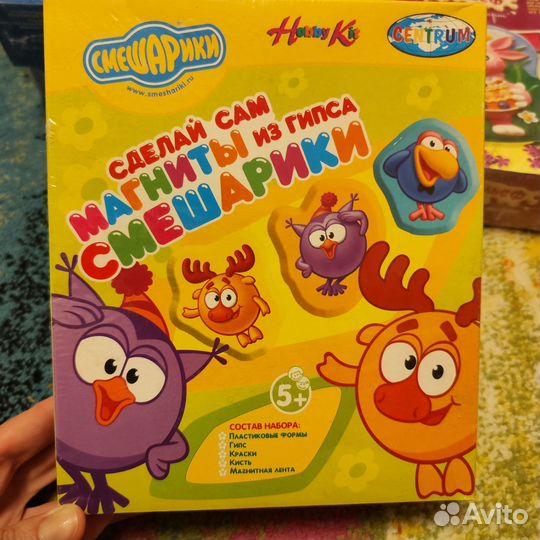 СМЕШАРИКИ
www.smeshariki.ru
Hobby Kit
CENTRUM
СДЕЛАЙ САМ
МАГНИТЫ ИЗ ГИПСА
СМЕШАРИКИ
5+
СОСТАВ НАБОРА:
ПЛАСТИКОВЫЕ ФОРМЫ
ГИПС
КРАСКИ
КИСТЬ
МАГНИТНАЯ ЛЕНТА
Avito